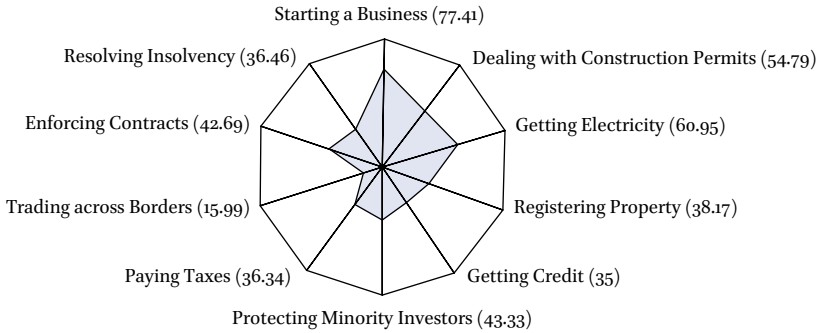 Starting a Business (77.41)
Resolving Insolvency (36.46)
Dealing with Construction Permits (54.79)
Enforcing Contracts (42.69)
Getting Electricity (60.95)
Trading across Borders (15.99)
Registering Property (38.17)
Paying Taxes (36.34)
Getting Credit (35)
Protecting Minority Investors (43.33)